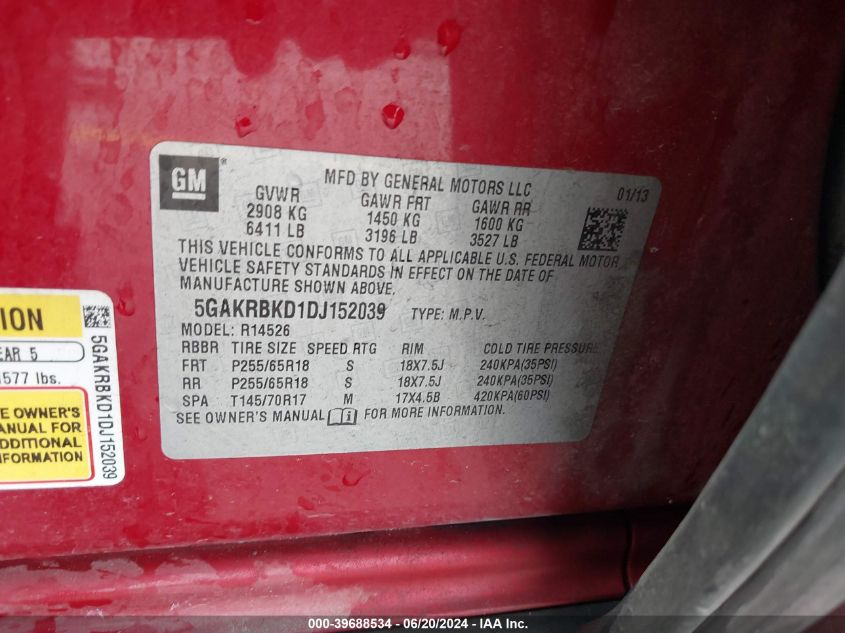 GM
®
MFD BY GENERAL MOTORS LLC
01/13
GVWR GAWR FRT GAWR RR
2908 KG 1450 KG 1600 KG
6411 LB 3196 LB 3527 LB
THIS VEHICLE CONFORMS TO ALL APPLICABLE U.S. FEDERAL MOTOR
VEHICLE SAFETY STANDARDS IN EFFECT ON THE DATE OF
MANUFACTURE SHOWN ABOVE.
5GAKRBKD1DJ152039 TYPE: M.P.V.
MODEL: R14526
RBBR TIRE SIZE SPEED RTG RIM COLD TIRE PRESSURE
FRT P255/65R18 S 18X7.5J 240KPA(35PSI)
RR P255/65R18 S 18X7.5J 240KPA(35PSI)
SPA T145/70R17 M 17X4.5B 420KPA(60PSI)
SEE OWNER'S MANUAL i FOR MORE INFORMATION.
TION
EAR 5
1577 lbs.
E OWNER'S
ANUAL FOR
DDITIONAL
FORMATION
5GAKRBKD1DJ152039
000-39688534 - 06/20/2024 - IAA Inc.